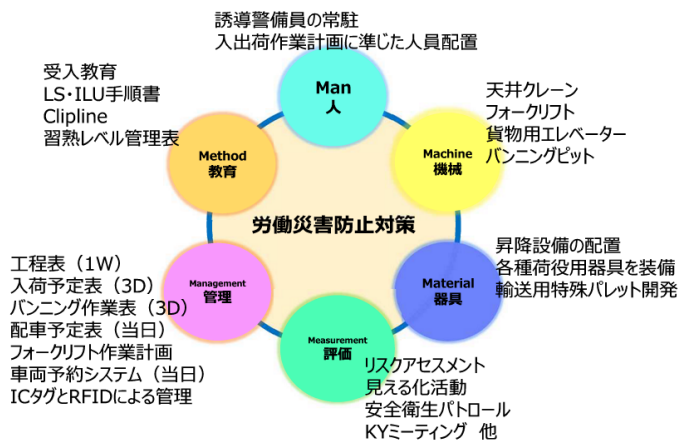 誘導警備員の常駐
入出荷作業計画に準じた人員配置
Man
人
受入教育
LS・ILU手順書
Clipline
習熟レベル管理表
Method
教育
天井クレーン
フォークリフト
貨物用エレベーター
バンニングピット
Machine
機械
労働災害防止対策
昇降設備の配置
各種荷役用器具を装備
輸送用特殊パレット開発
Material
器具
工程表（1W）
入荷予定表（3D）
バンニング作業表（3D）
配車予定表（当日）
フォークリフト作業計画
車両予約システム（当日）
ICタグとRFIDによる管理
Management
管理
Measurement
評価
リスクアセスメント
見える化活動
安全衛生パトロール
KYミーティング 他